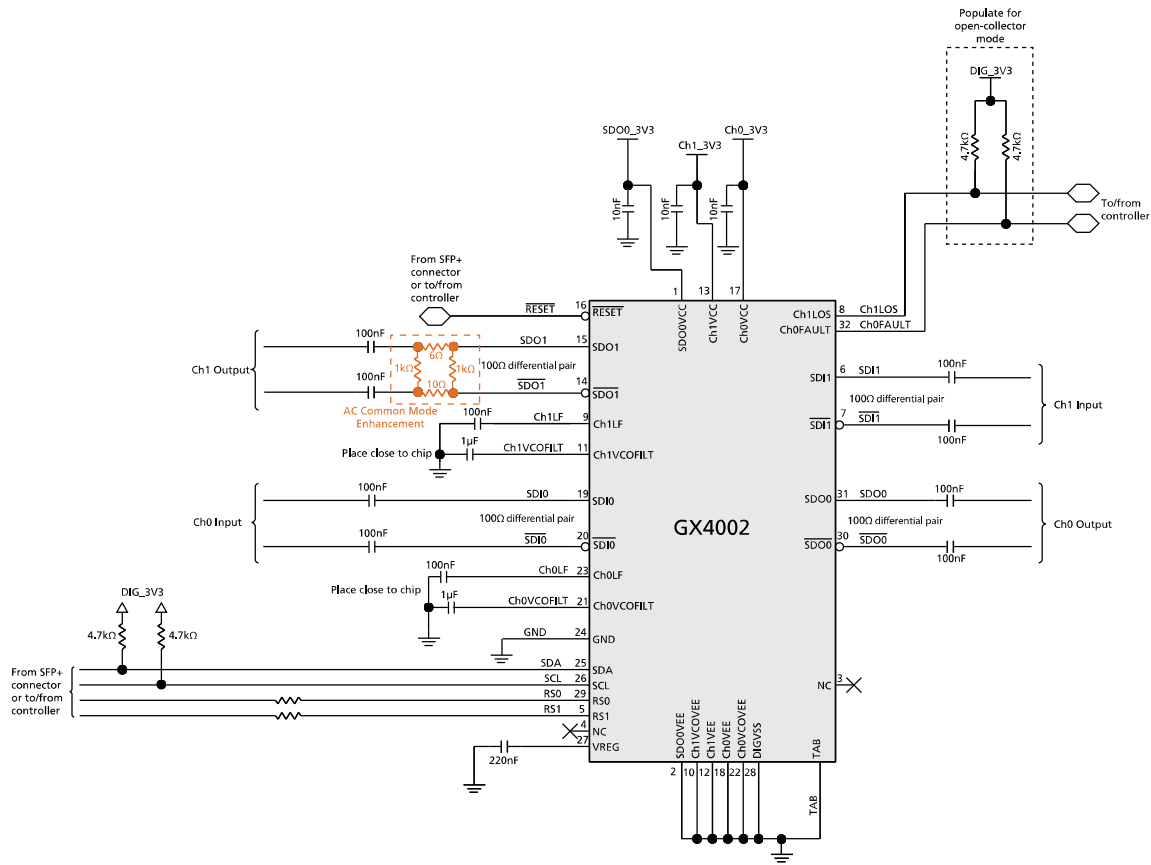 Populate for
open-collector
mode
DIG_3V3
4.7kΩ
4.7kΩ
To/from
controller
SDO0_3V3
Ch1_3V3
Ch0_3V3
10nF
10nF
10nF
1
13
17
SDO0VCC
Ch1VCC
Ch0VCC
From SFP+
connector
or to/from
controller
RESET
16
RESET
Ch1LOS
8
Ch1LOS
Ch0FAULT
32
Ch0FAULT
Ch1 Output
100nF
100nF
6Ω
1kΩ
1kΩ
10Ω
AC Common Mode
Enhancement
SDO1
15
SDO1
100Ω differential pair
SDO1
14
SDO1
100nF
Ch1LF
9
Ch1LF
Place close to chip
1µF
Ch1VCOFILT
11
Ch1VCOFILT
SDI1
6
SDI1
100nF
100Ω differential pair
SDI1
7
SDI1
100nF
Ch1 Input
Ch0 Input
100nF
SDI0
19
SDI0
100Ω differential pair
100nF
SDI0
20
SDI0
GX4002
SDO0
31
SDO0
100nF
100Ω differential pair
SDO0
30
SDO0
100nF
Ch0 Output
100nF
Ch0LF
23
Ch0LF
Place close to chip
1µF
Ch0VCOFILT
21
Ch0VCOFILT
DIG_3V3
4.7kΩ
4.7kΩ
GND
24
GND
From SFP+
connector
or to/from
controller
SDA
25
SDA
SCL
26
SCL
RS0
29
RS0
RS1
5
RS1
4
NC
27
VREG
220nF
NC
3
SDO0VEE
Ch1VCOVEE
Ch1VEE
Ch0VEE
Ch0VCOVEE
DIGVSS
TAB
2
10
12
18
22
28
TAB